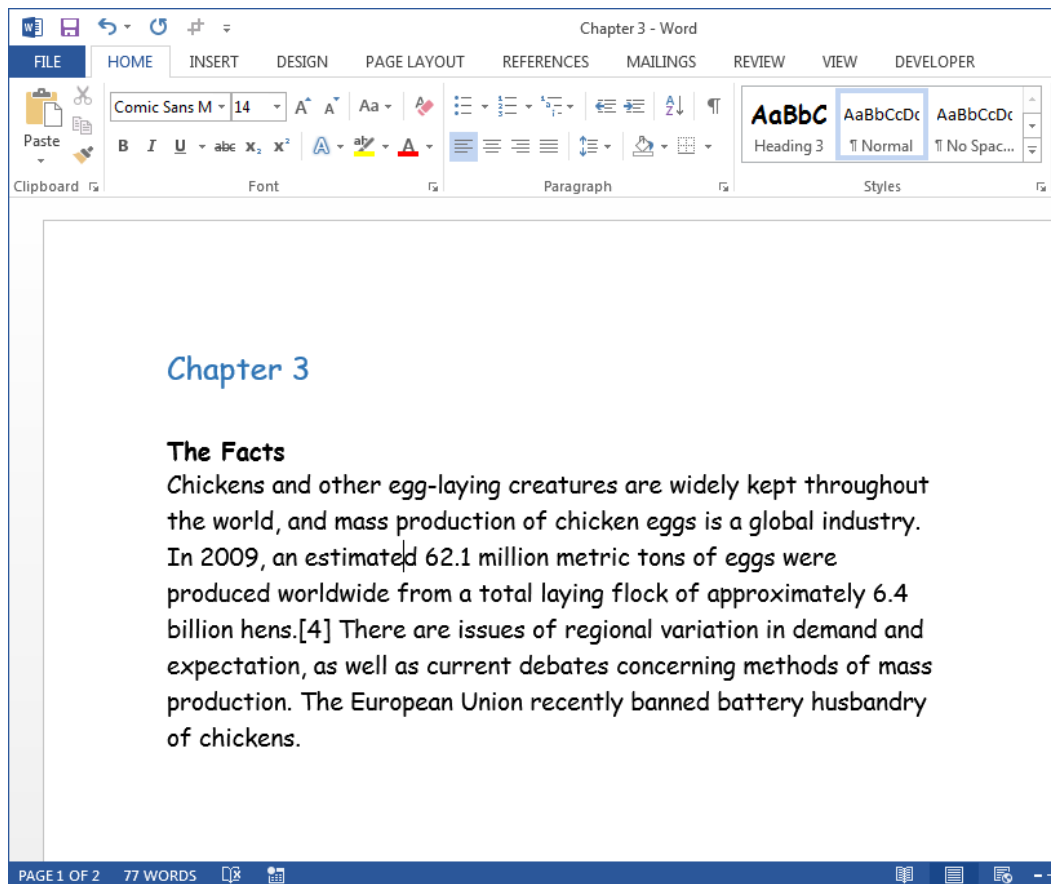 Chapter 3 - Word
FILE HOME INSERT DESIGN PAGE LAYOUT REFERENCES MAILINGS REVIEW VIEW DEVELOPER
Paste
Comic Sans M 14 Aa
B I U abc x₂ x² A aby A
AaBbC AaBbCcDc AaBbCcDc
Heading 3 ¶ Normal ¶ No Spac...
Clipboard Font Paragraph Styles
Chapter 3
The Facts
Chickens and other egg-laying creatures are widely kept throughout
the world, and mass production of chicken eggs is a global industry.
In 2009, an estimated 62.1 million metric tons of eggs were
produced worldwide from a total laying flock of approximately 6.4
billion hens.[4] There are issues of regional variation in demand and
expectation, as well as current debates concerning methods of mass
production. The European Union recently banned battery husbandry
of chickens.
PAGE 1 OF 2 77 WORDS